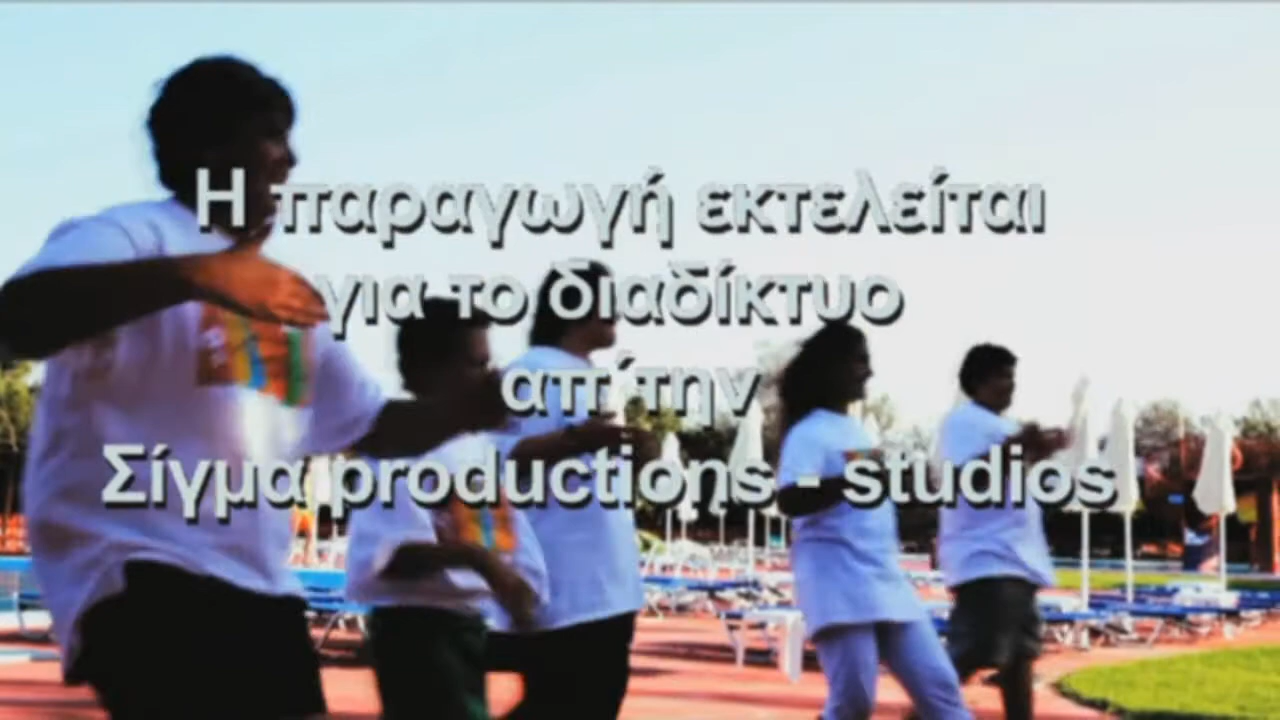 Η παραγωγή εκτελείται
για το διαδίκτυο
απ΄την
Σίγμα productions - studios